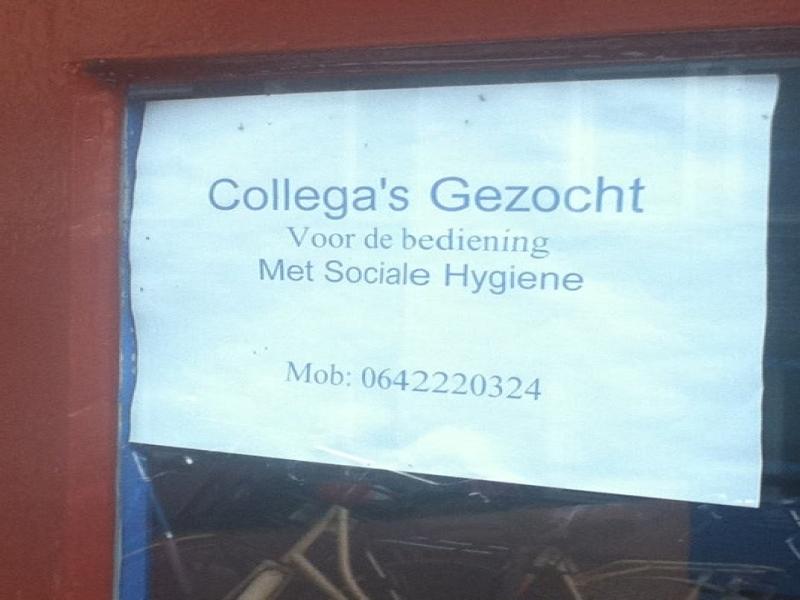 Collega's Gezocht
Voor de bediening
Met Sociale Hygiene
Mob: 0642220324